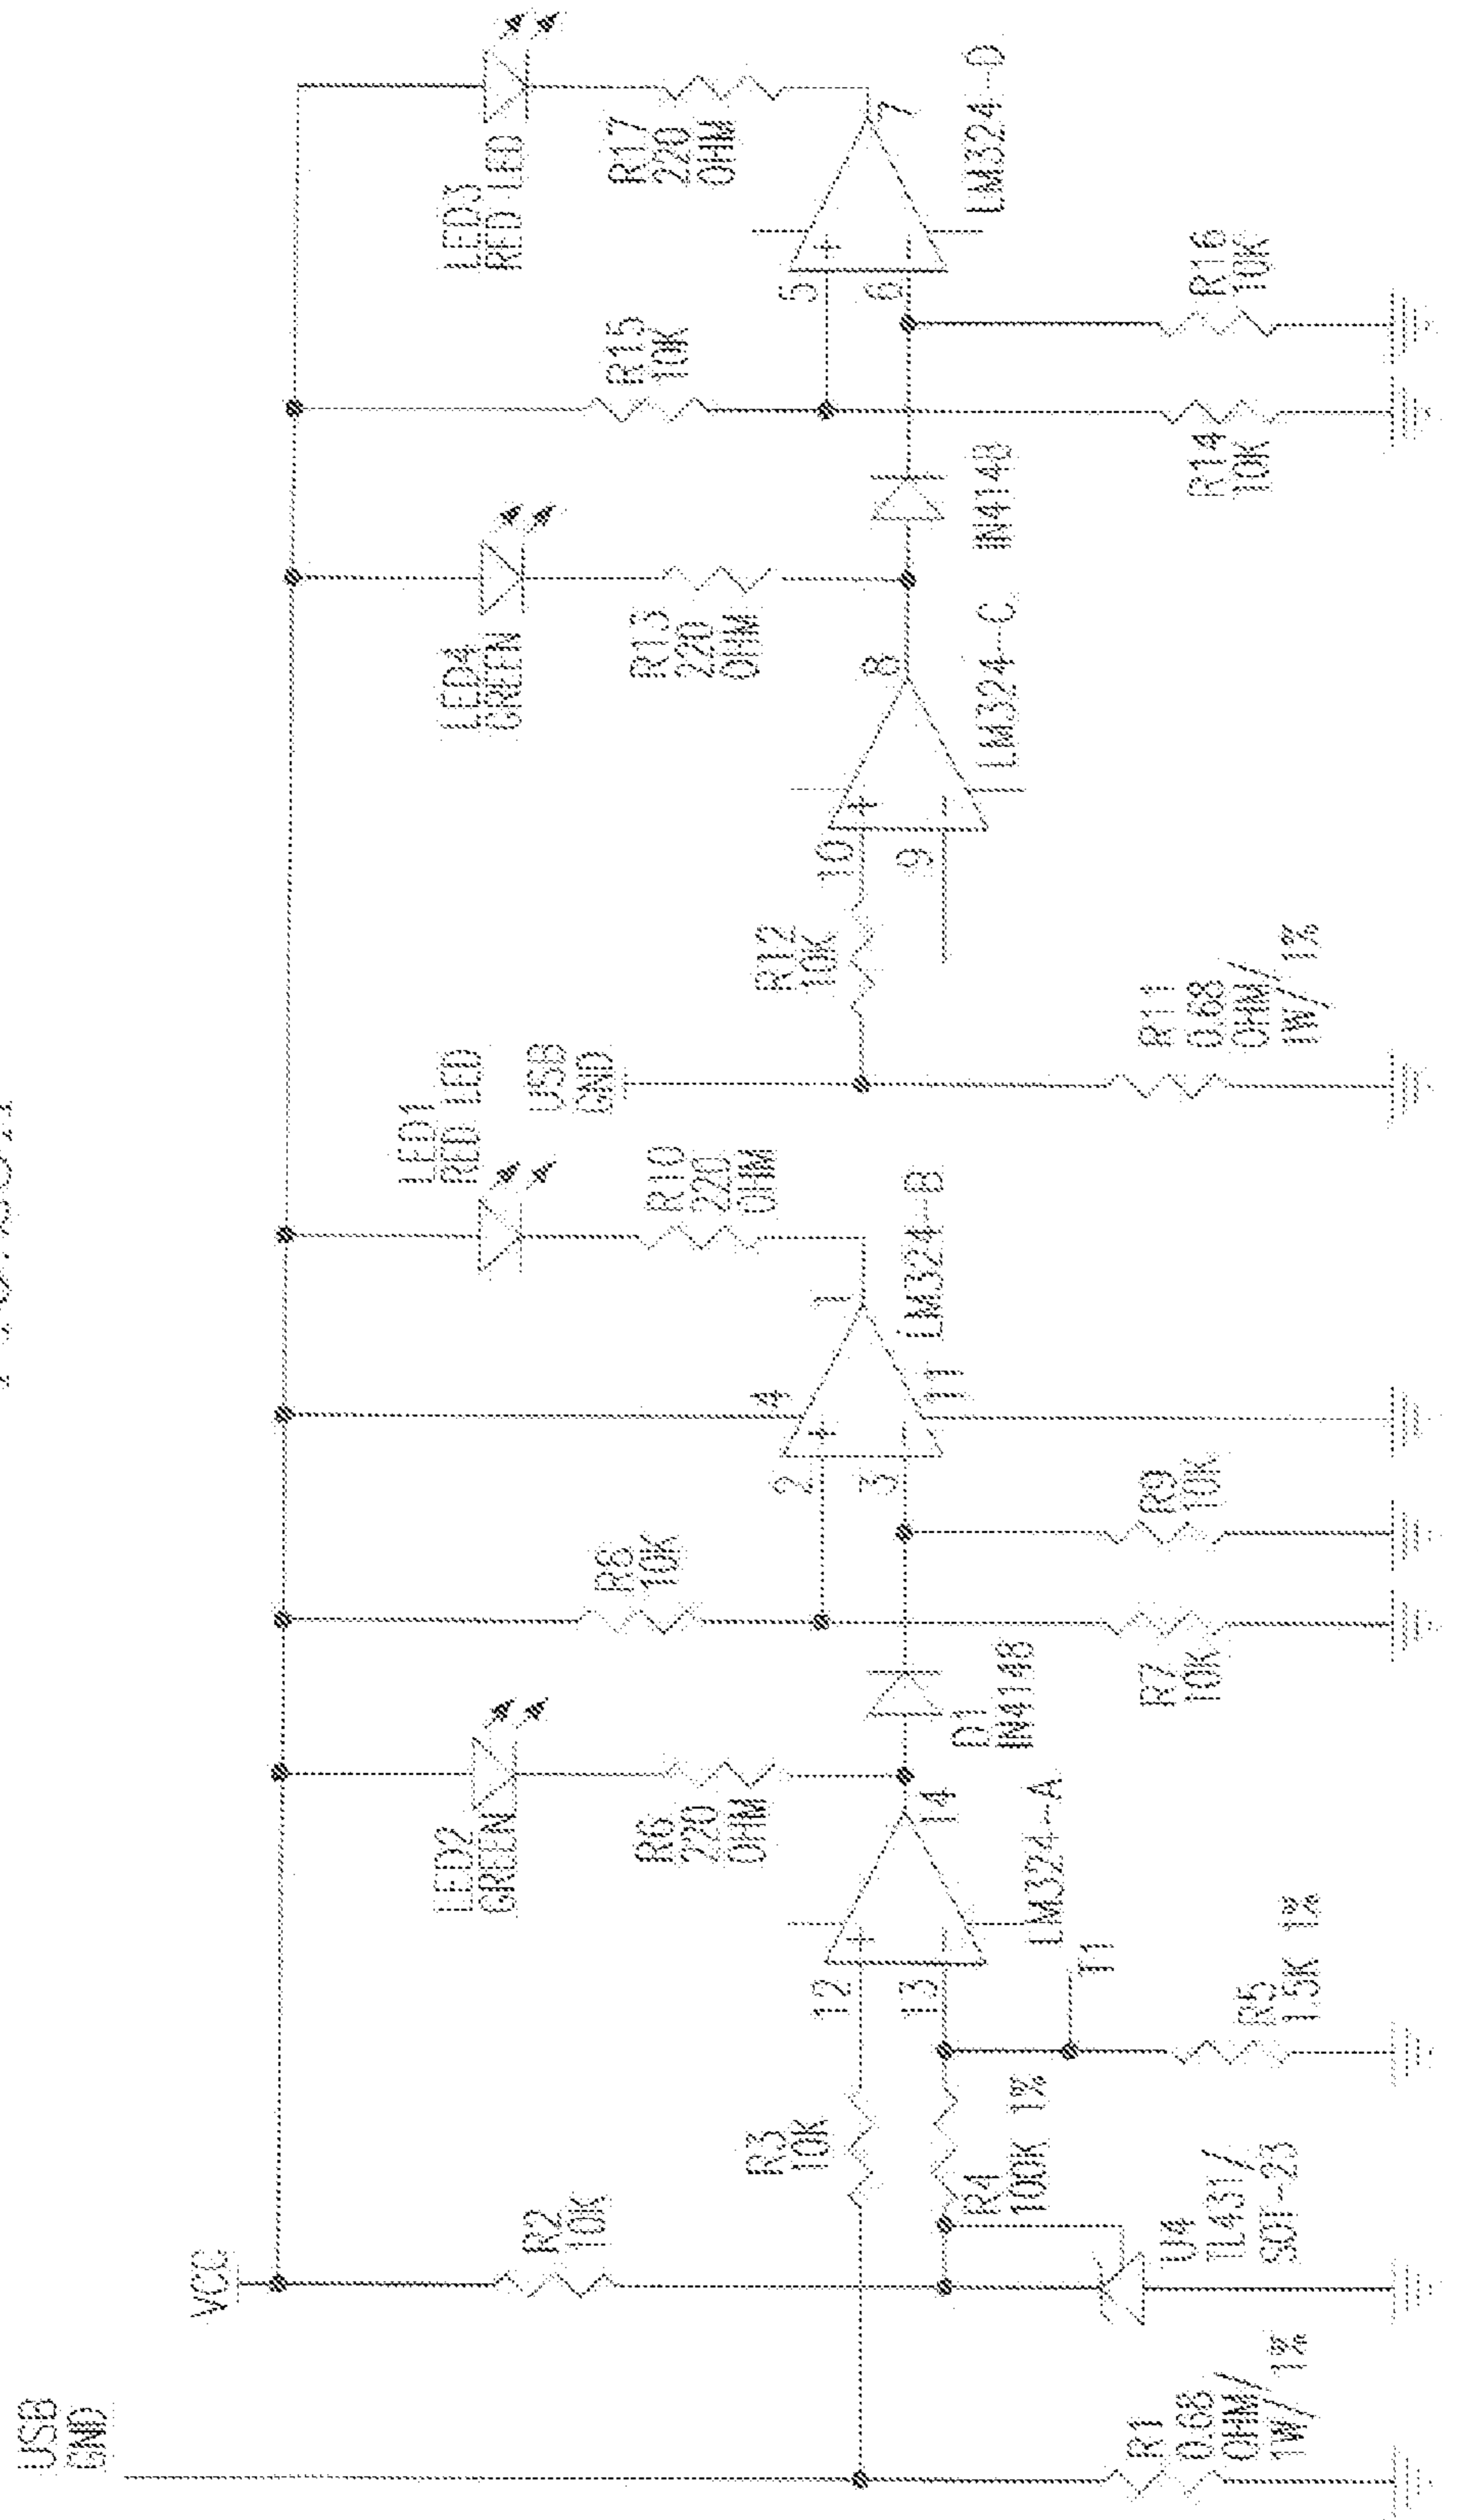 USB
GND
VCC
R1
0.68
OHM/
1W/1%
R2
10K
U4
TL431/
SOT-23
R3
10K
R4
100K 1%
R5
1.5K 1%
T1
12
13
14
LM324-A
LED2
GREEN
R6
220
OHM
D1
IN4148
R7
10K
R8
10K
R9
10K
2
3
4
11
1
LM324-B
LED1
RED LED
R10
220
OHM
USB
GND
R11
0.68
OHM/
1W/1%
R12
10K
10
9
8
LM324-C
LED4
GREEN
R13
220
OHM
IN4148
R14
10K
R15
10K
R16
10K
5
6
7
LM324-D
LED3
RED LED
R17
220
OHM